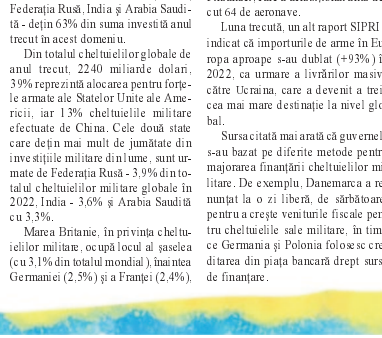 Federația Rusă, India și Arabia Saudi-
tă - dețin 63% din suma investită anul
trecut în acest domeniu.
Din totalul cheltuielilor globale de
anul trecut, 2240 miliarde dolari,
39% reprezintă alocarea pentru forțe-
le armate ale Statelor Unite ale Ame-
ricii, iar 13% cheltuielile militare
efectuate de China. Cele două state
care dețin mai mult de jumătate din
investițiile militare din lume, sunt ur-
mate de Federația Rusă - 3,9% din to-
talul cheltuielilor militare globale în
2022, India - 3,6% și Arabia Saudită
cu 3,3%.
Marea Britanie, în privința cheltu-
ielilor militare, ocupă locul al șaselea
(cu 3,1% din totalul mondial), înaintea
Germaniei (2,5%) și a Franței (2,4%),
cut 64 de aeronave.
Luna trecută, un alt raport SIPRI
indicat că importurile de arme în Eu
ropa aproape s-au dublat (+93%) î
2022, ca urmare a livrărilor masiv
către Ucraina, care a devenit a trei
cea mai mare destinație la nivel glo
bal.
Sursa citată mai arată că guvernel
s-au bazat pe diferite metode pentr
majorarea finanțării cheltuielilor mi
litare. De exemplu, Danemarca a re
nunțat la o zi liberă, de sărbătoare
pentru a crește veniturile fiscale pen
tru cheltuielile sale militare, în tim
ce Germania și Polonia folosesc cre
ditarea din piața bancară drept surs
de finanțare.